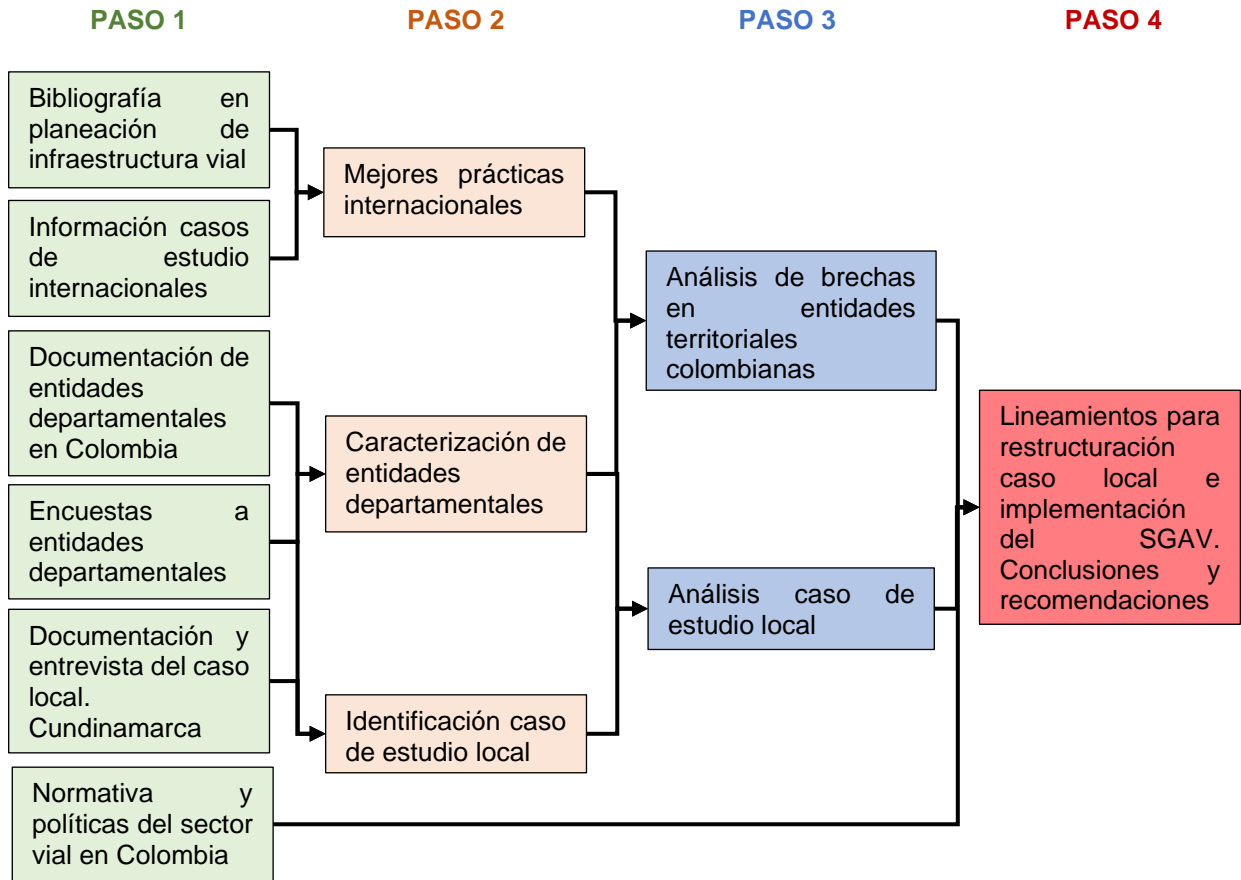 PASO 1
PASO 2
PASO 3
PASO 4
Bibliografía en
planeación de
infraestructura vial
Información casos
de estudio
internacionales
Documentación de
entidades
departamentales
en Colombia
Encuestas a
entidades
departamentales
Documentación y
entrevista del caso
local.
Cundinamarca
Normativa y
políticas del sector
vial en Colombia
Mejores prácticas
internacionales
Caracterización de
entidades
departamentales
Identificación caso
de estudio local
Análisis de brechas
en entidades
territoriales
colombianas
Análisis caso de
estudio local
Lineamientos para
restructuración
caso local e
implementación
del SGAV.
Conclusiones y
recomendaciones